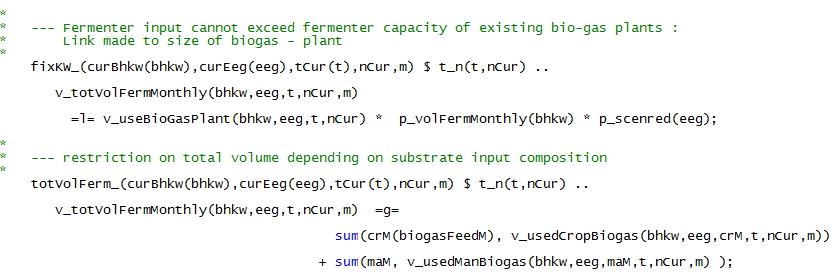 *
*   --- Fermenter input cannot exceed fermenter capacity of existing bio-gas plants :
*       Link made to size of biogas - plant
*
fixKW_(curBhkw(bhkw),curEeg(eeg),tCur(t),nCur,m) $ t_n(t,nCur) ..
v_totVolFermMonthly(bhkw,eeg,t,nCur,m)
=l= v_useBioGasPlant(bhkw,eeg,t,nCur) *  p_volFermMonthly(bhkw) * p_scenred(eeg);
*
*   --- restriction on total volume depending on substrate input composition
*
totVolFerm_(curBhkw(bhkw),curEeg(eeg),tCur(t),nCur,m) $ t_n(t,nCur) ..
v_totVolFermMonthly(bhkw,eeg,t,nCur,m)  =g=
sum(crM(biogasFeedM), v_usedCropBiogas(bhkw,eeg,crM,t,nCur,m))
+ sum(maM, v_usedManBiogas(bhkw,eeg,maM,t,nCur,m) );